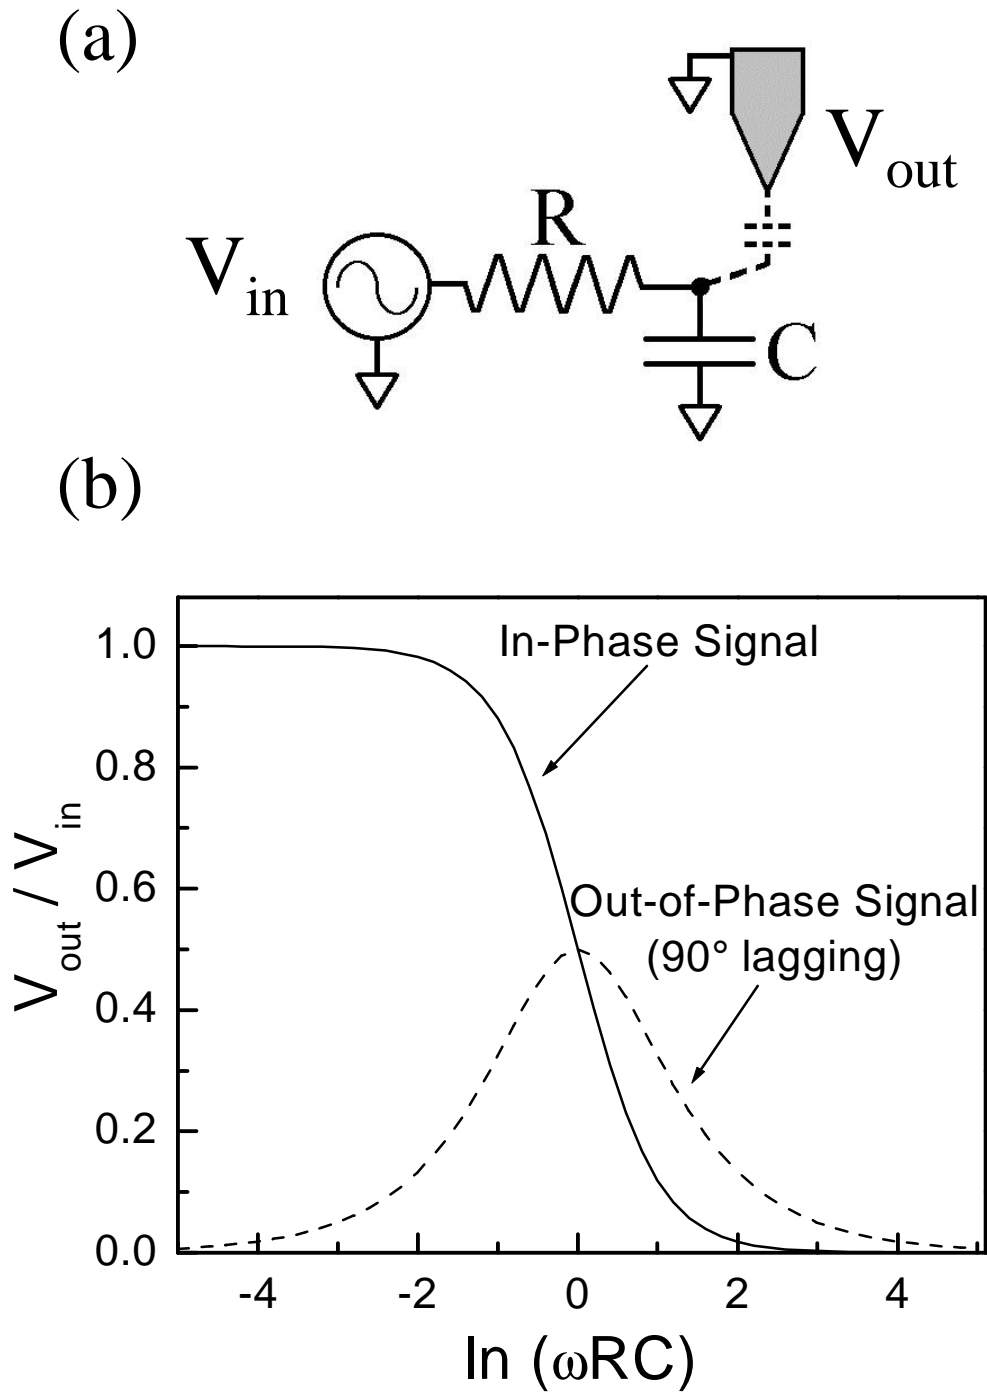 (a)
V_out
R
V_in
C
(b)
1.0
In-Phase Signal
0.8
0.6
Out-of-Phase Signal
(90° lagging)
0.4
0.2
0.0
V_out / V_in
-4 -2 0 2 4
ln (ωRC)